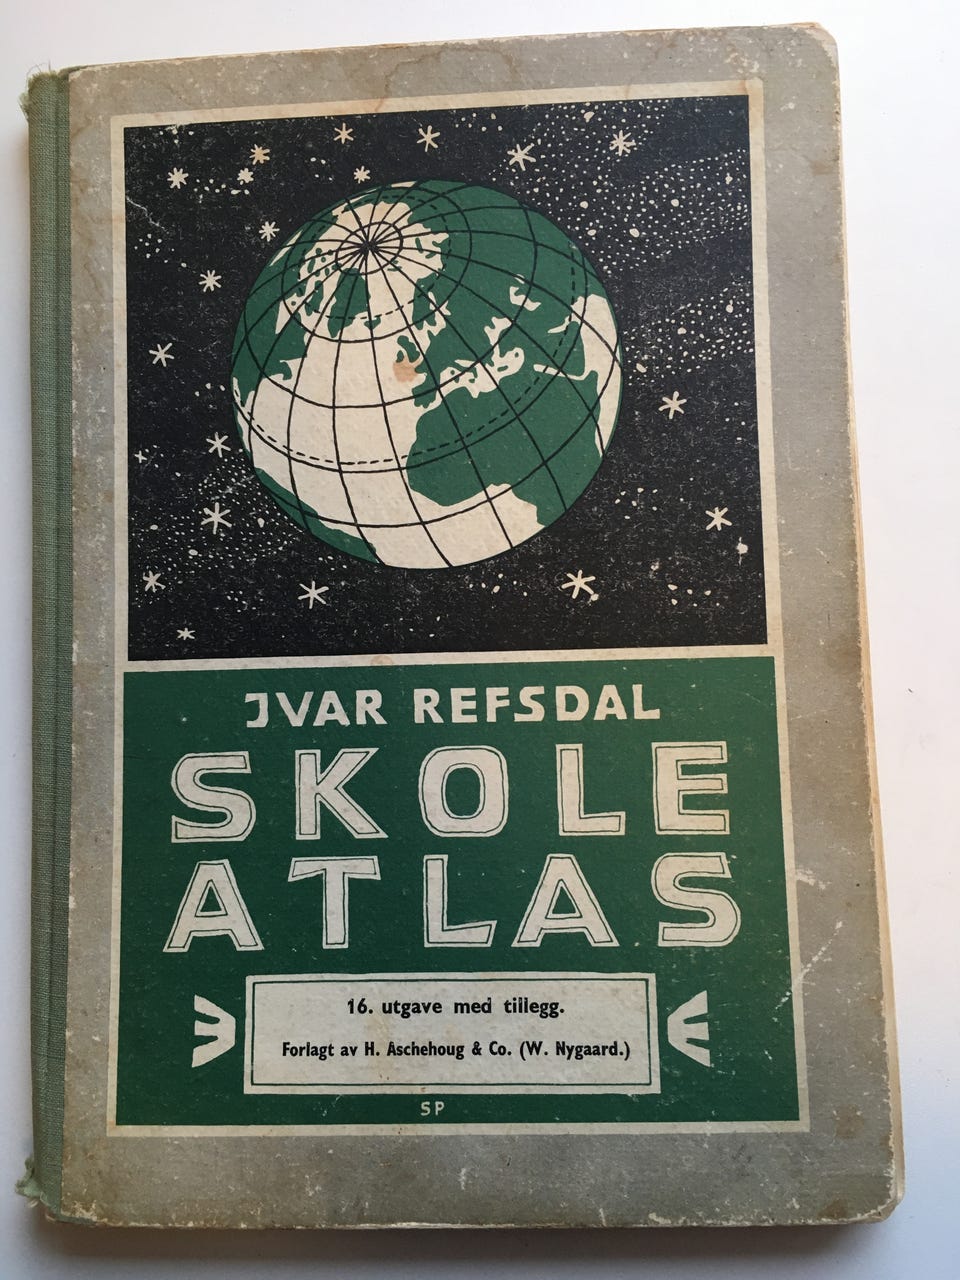 JVAR REFSDAL
SKOLE
ATLAS
16. utgave med tillegg.
Forlagt av H. Aschehoug & Co. (W. Nygaard.)
SP